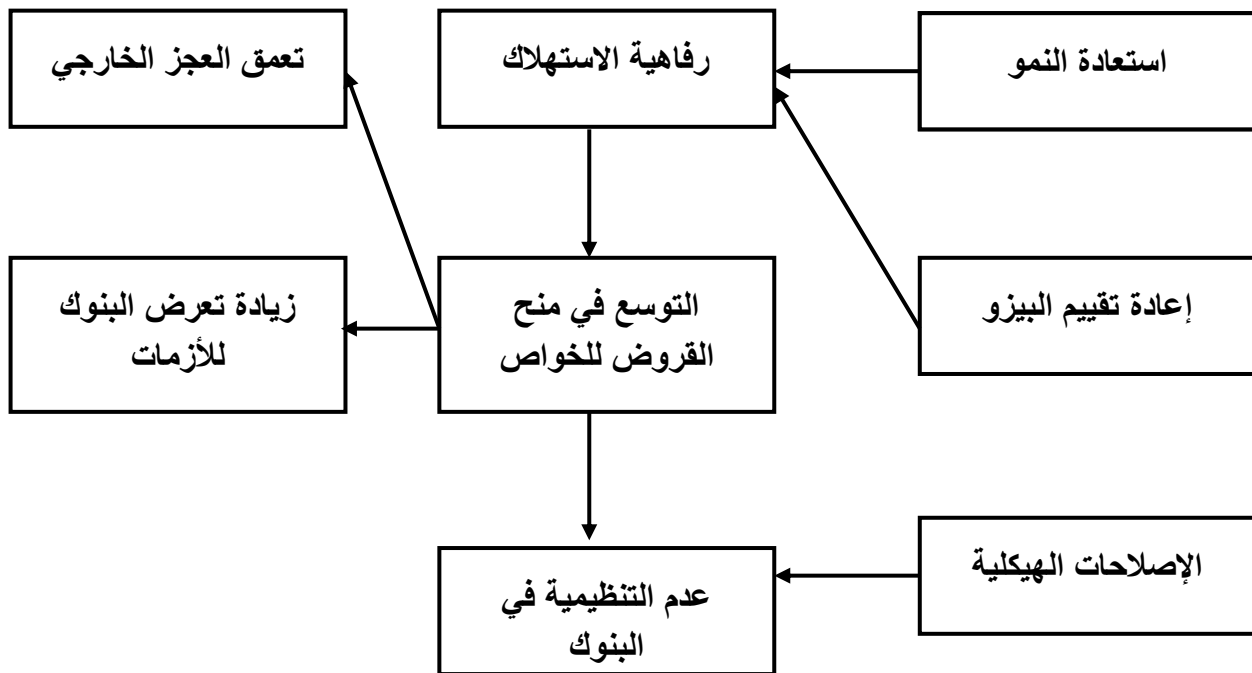 استعادة النمو
رفاهية الاستهلاك
تعمق العجز الخارجي
إعادة تقييم البيزو
التوسع في منح
القروض للخواص
زيادة تعرض البنوك
للأزمات
الإصلاحات الهيكلية
عدم التنظيمية في
البنوك